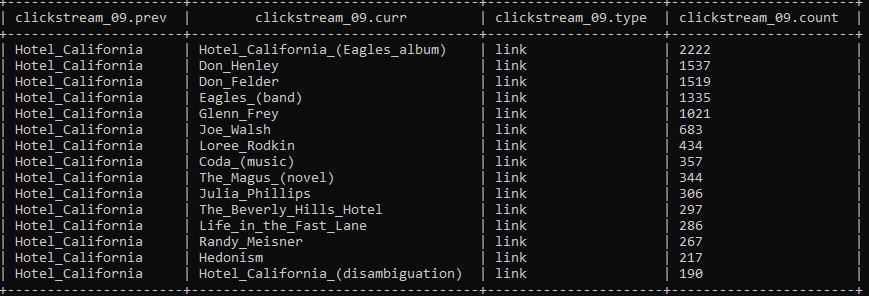 clickstream_09.prev | clickstream_09.curr | clickstream_09.type | clickstream_09.count
Hotel_California | Hotel_California_(Eagles_album) | link | 2222
Hotel_California | Don_Henley | link | 1537
Hotel_California | Don_Felder | link | 1519
Hotel_California | Eagles_(band) | link | 1335
Hotel_California | Glenn_Frey | link | 1021
Hotel_California | Joe_Walsh | link | 683
Hotel_California | Loree_Rodkin | link | 434
Hotel_California | Coda_(music) | link | 357
Hotel_California | The_Magus_(novel) | link | 344
Hotel_California | Julia_Phillips | link | 306
Hotel_California | The_Beverly_Hills_Hotel | link | 297
Hotel_California | Life_in_the_Fast_Lane | link | 286
Hotel_California | Randy_Meisner | link | 267
Hotel_California | Hedonism | link | 217
Hotel_California | Hotel_California_(disambiguation) | link | 190